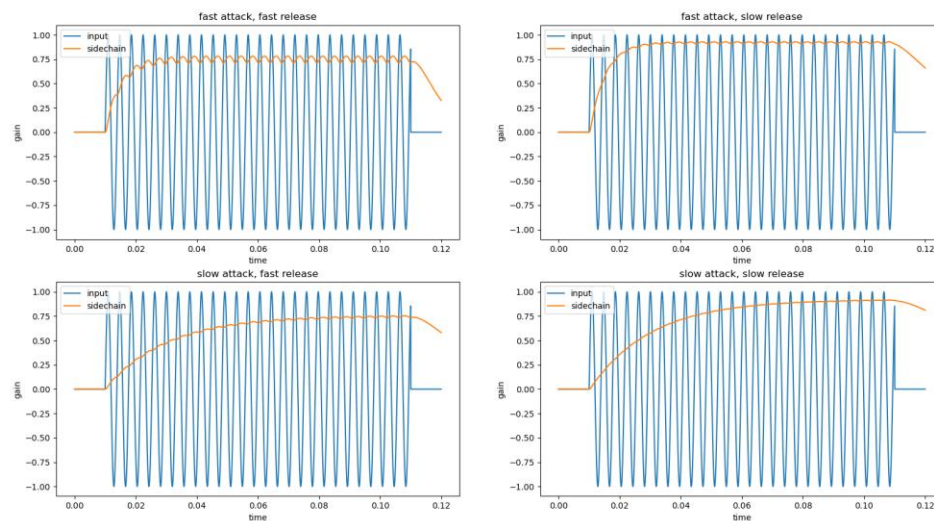 fast attack, fast release
input
sidechain
1.00
0.75
0.50
0.25
0.00
−0.25
−0.50
−0.75
−1.00
gain
0.00 0.02 0.04 0.06 0.08 0.10 0.12
time
fast attack, slow release
input
sidechain
1.00
0.75
0.50
0.25
0.00
−0.25
−0.50
−0.75
−1.00
gain
0.00 0.02 0.04 0.06 0.08 0.10 0.12
time
slow attack, fast release
input
sidechain
1.00
0.75
0.50
0.25
0.00
−0.25
−0.50
−0.75
−1.00
gain
0.00 0.02 0.04 0.06 0.08 0.10 0.12
time
slow attack, slow release
input
sidechain
1.00
0.75
0.50
0.25
0.00
−0.25
−0.50
−0.75
−1.00
gain
0.00 0.02 0.04 0.06 0.08 0.10 0.12
time